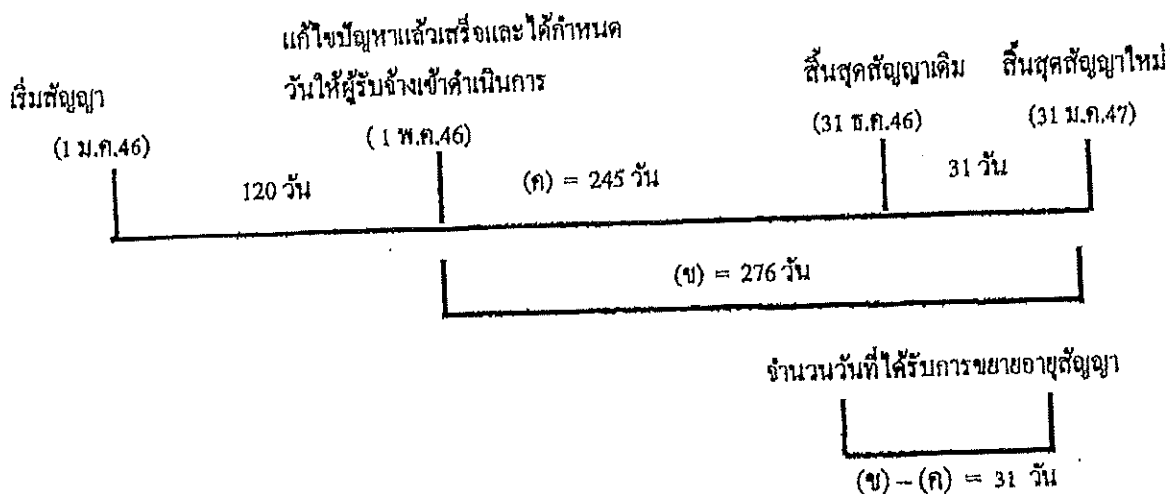 แก้ไขปัญหาแล้วเสร็จและได้กำหนด
วันให้ผู้รับจ้างเข้าดำเนินการ
เริ่มสัญญา
สิ้นสุดสัญญาเดิม
สิ้นสุดสัญญาใหม่
(1 ม.ค.46)
(1 พ.ค.46)
(31 ธ.ค.46)
(31 ม.ค.47)
120 วัน
(ค) = 245 วัน
31 วัน
(ข) = 276 วัน
จำนวนวันที่ได้รับการขยายอายุสัญญา
(ข) – (ค) = 31 วัน